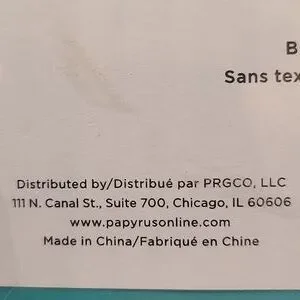 Sans
Distributed by/Distribué par PRGCO, LLC
111 N. Canal St., Suite 700, Chicago, IL 60606
www.papyrusonline.com
Made in China/Fabriqué en Chine